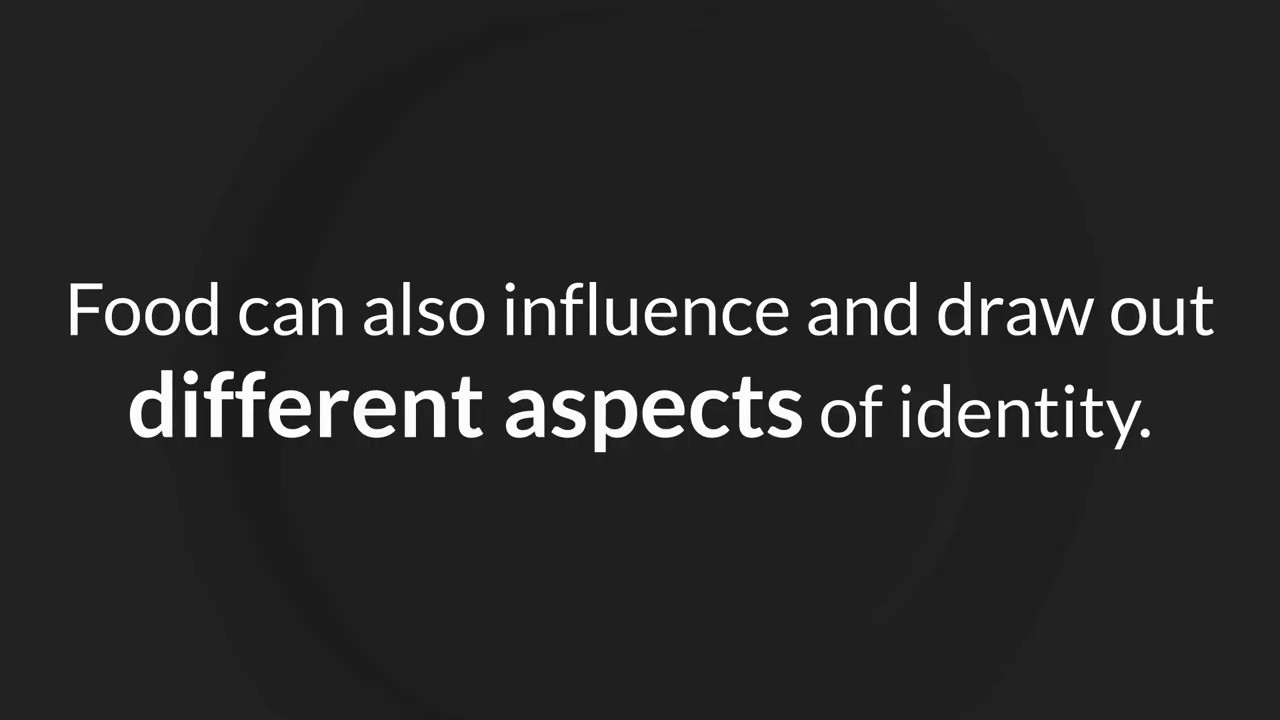 Food can also influence and draw out
different aspects of identity.